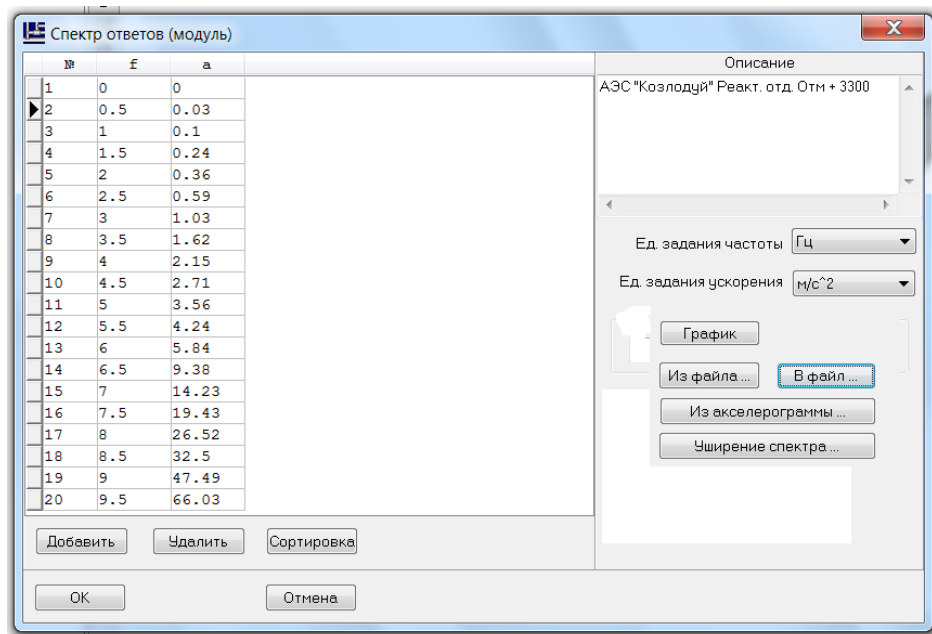 Спектр ответов (модуль)
№ f a
1 0 0
2 0.5 0.03
3 1 0.1
4 1.5 0.24
5 2 0.36
6 2.5 0.59
7 3 1.03
8 3.5 1.62
9 4 2.15
10 4.5 2.71
11 5 3.56
12 5.5 4.24
13 6 5.84
14 6.5 9.38
15 7 14.23
16 7.5 19.43
17 8 26.52
18 8.5 32.5
19 9 47.49
20 9.5 66.03
Добавить Удалить Сортировка
OK Отмена
Описание
АЭС "Козлодуй" Реакт. отд. Отм + 3300
Ед. задания частоты Гц
Ед. задания ускорения м/с^2
График
Из файла ... В файл ...
Из акселерограммы ...
Уширение спектра ...